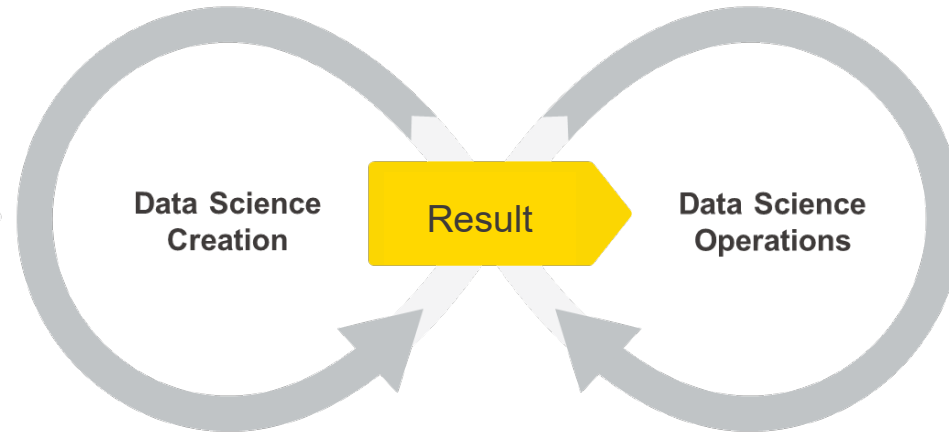 Data Science
Creation
Result
Data Science
Operations